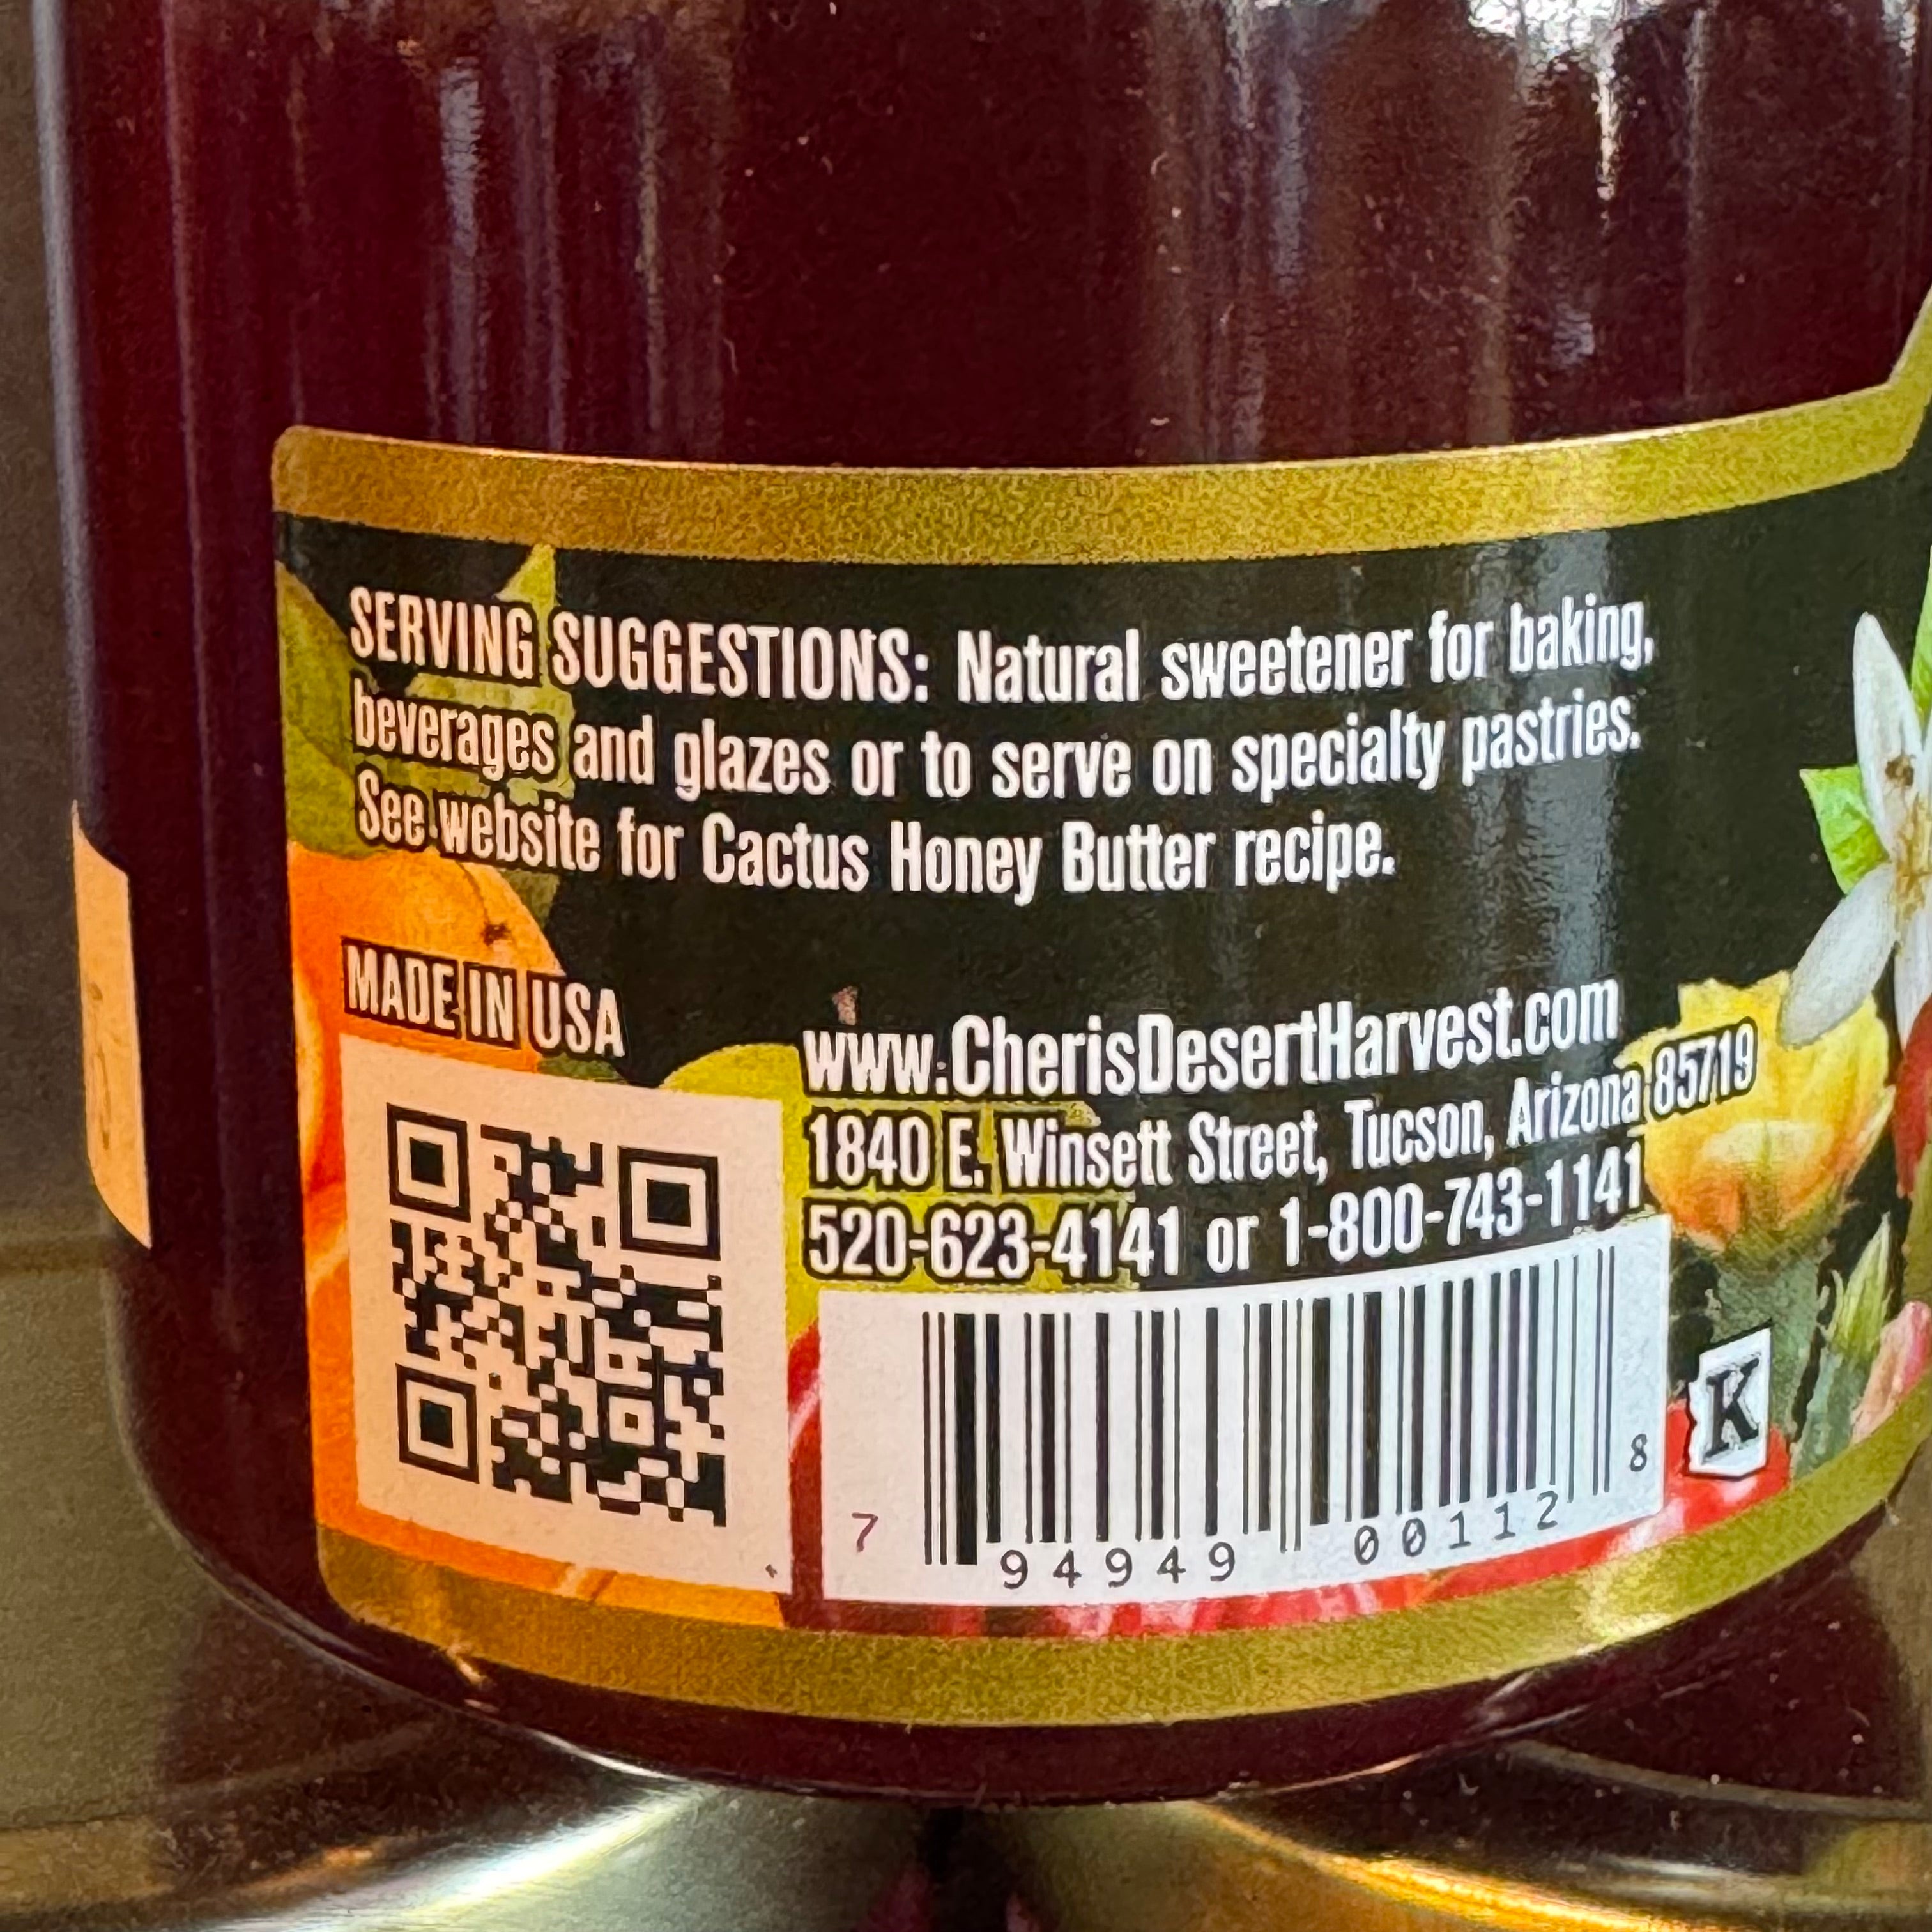 SERVING SUGGESTIONS: Natural sweetener for baking,
beverages and glazes or to serve on specialty pastries.
See website for Cactus Honey Butter recipe.
MADE IN USA
www.CherisDesertHarvest.com
1840 E. Winsett Street, Tucson, Arizona 85719
520-623-4141 or 1-800-743-1141
7 94949 00112 8
K